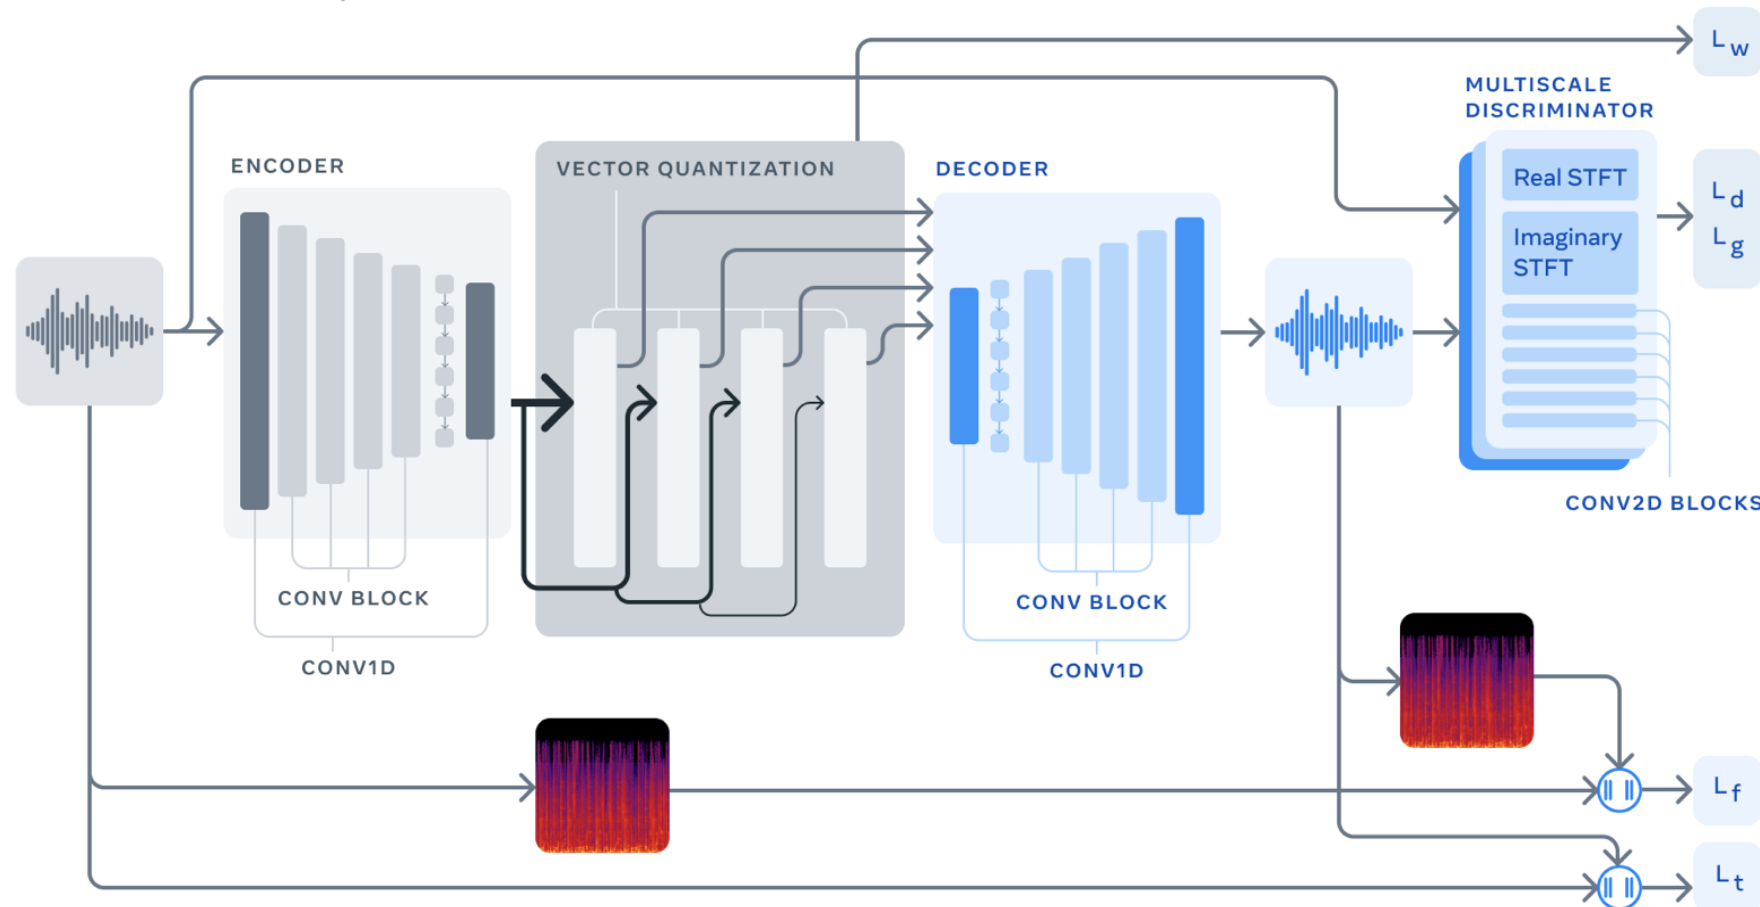 L w
MULTISCALE
DISCRIMINATOR
ENCODER
VECTOR QUANTIZATION
DECODER
Real STFT
L d
Imaginary
STFT
L g
CONV2D BLOCKS
CONV BLOCK
CONV BLOCK
CONV1D
CONV1D
L f
L t